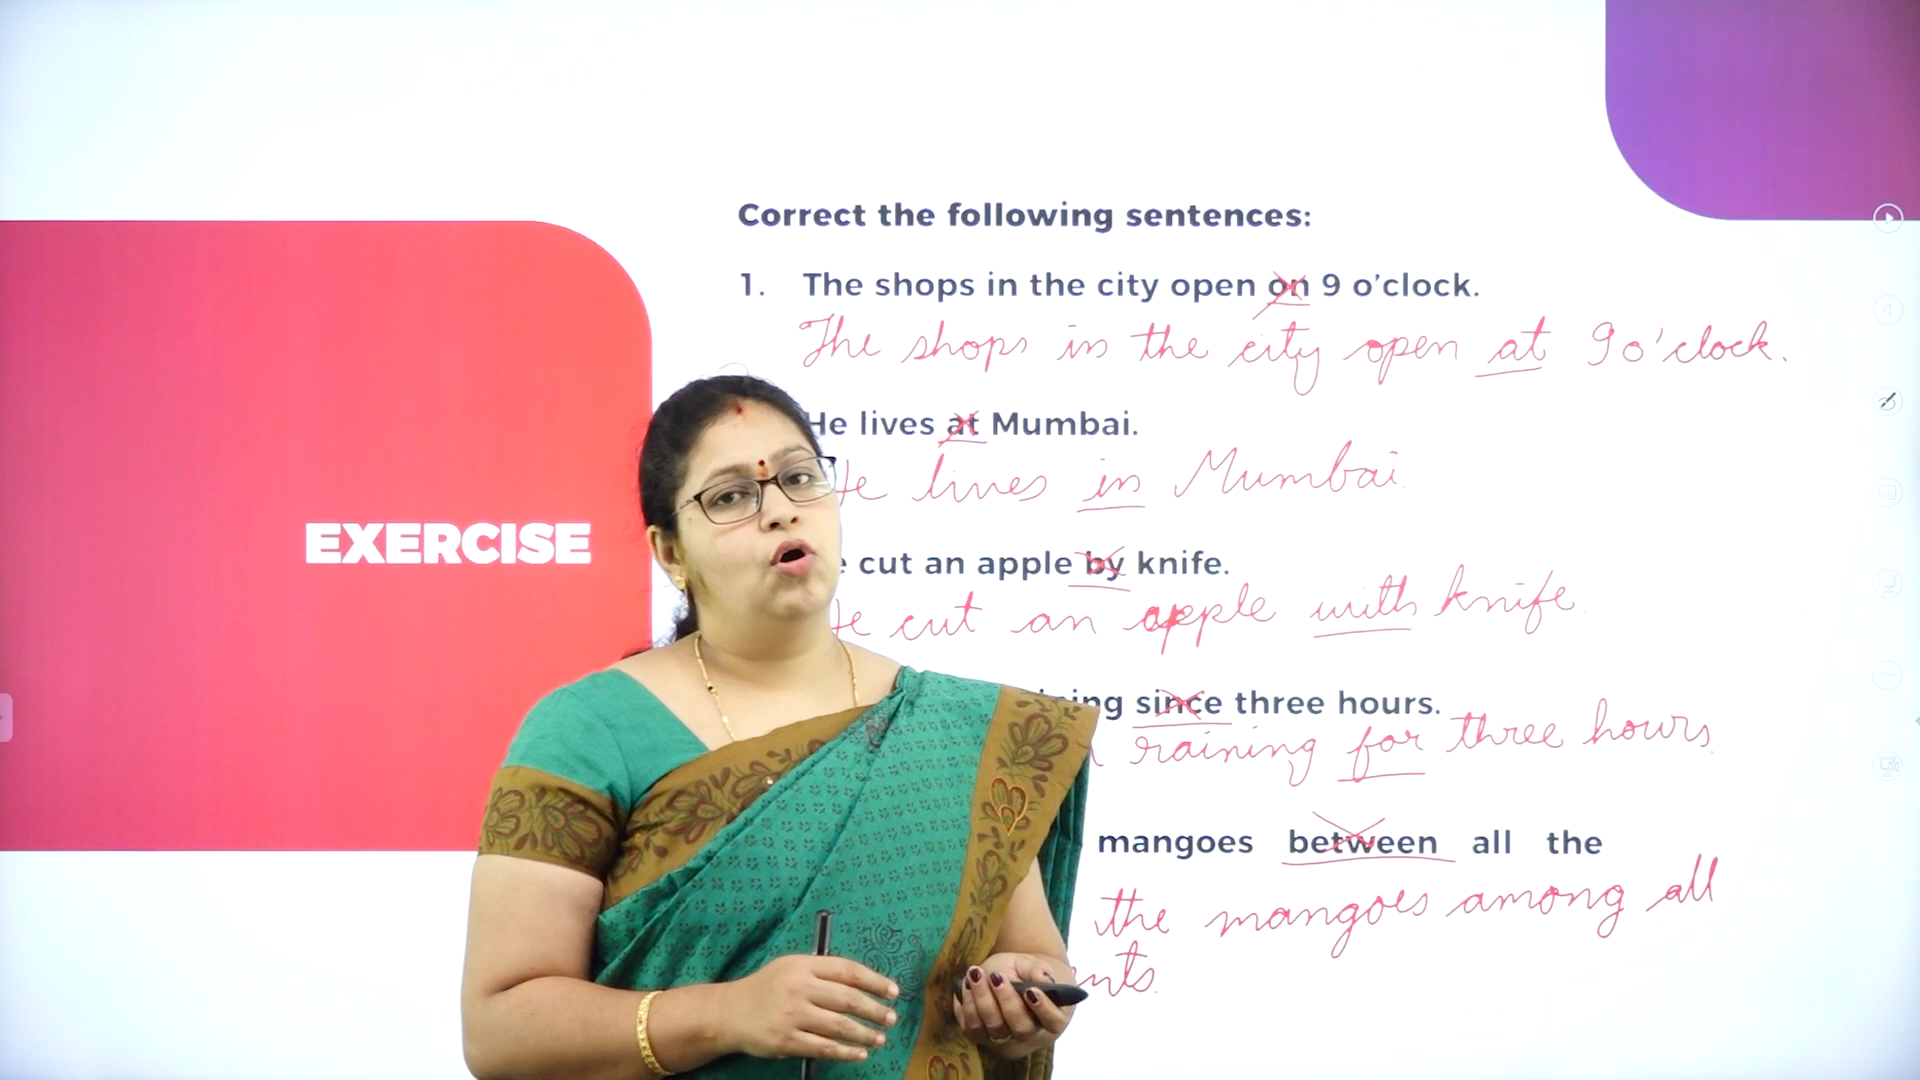 Correct the following sentences:
1. The shops in the city open on 9 o'clock.
The shops in the city open at 9 o'clock.
He lives at Mumbai.
He lives in Mumbai
EXERCISE
cut an apple by knife.
cut an apple with knife
since three hours.
raining for three hours
mangoes between all the
the mangoes among all